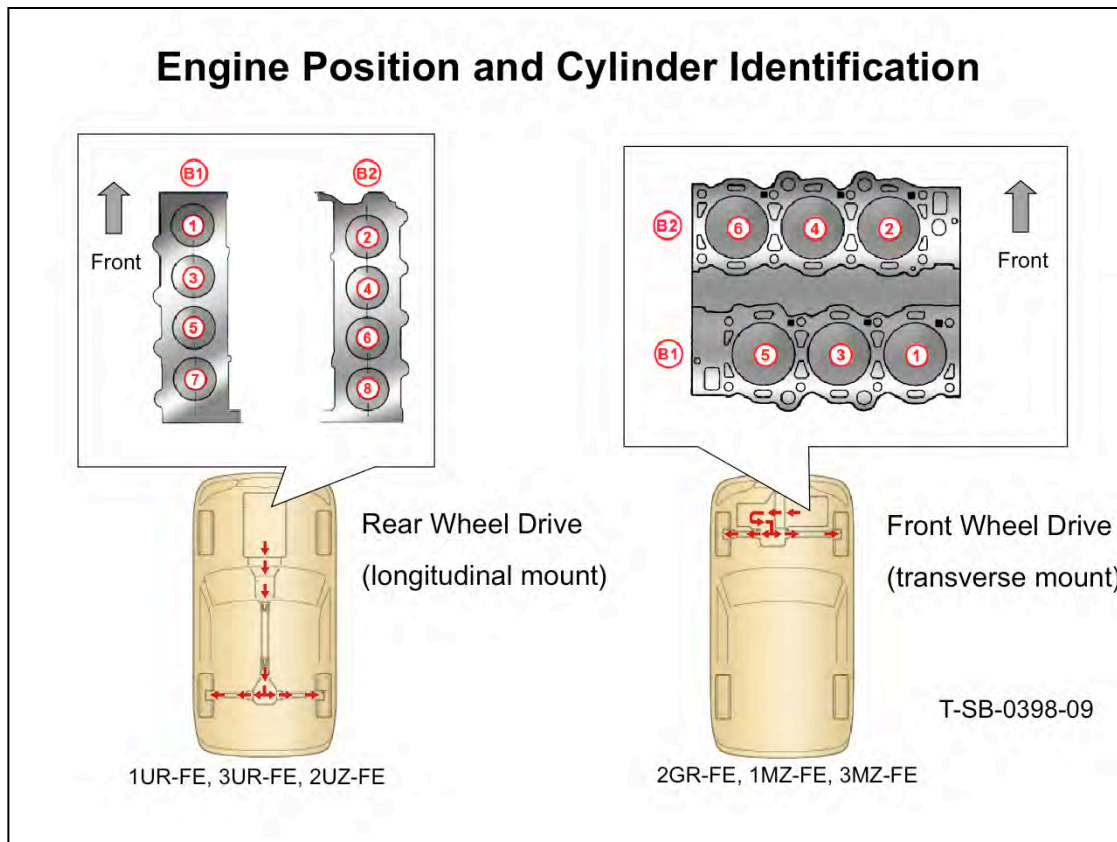 Engine Position and Cylinder Identification
B1
B2
Front
1
2
3
4
5
6
7
8
Rear Wheel Drive
(longitudinal mount)
1UR-FE, 3UR-FE, 2UZ-FE
B2
6
4
2
Front
B1
5
3
1
Front Wheel Drive
(transverse mount)
T-SB-0398-09
2GR-FE, 1MZ-FE, 3MZ-FE